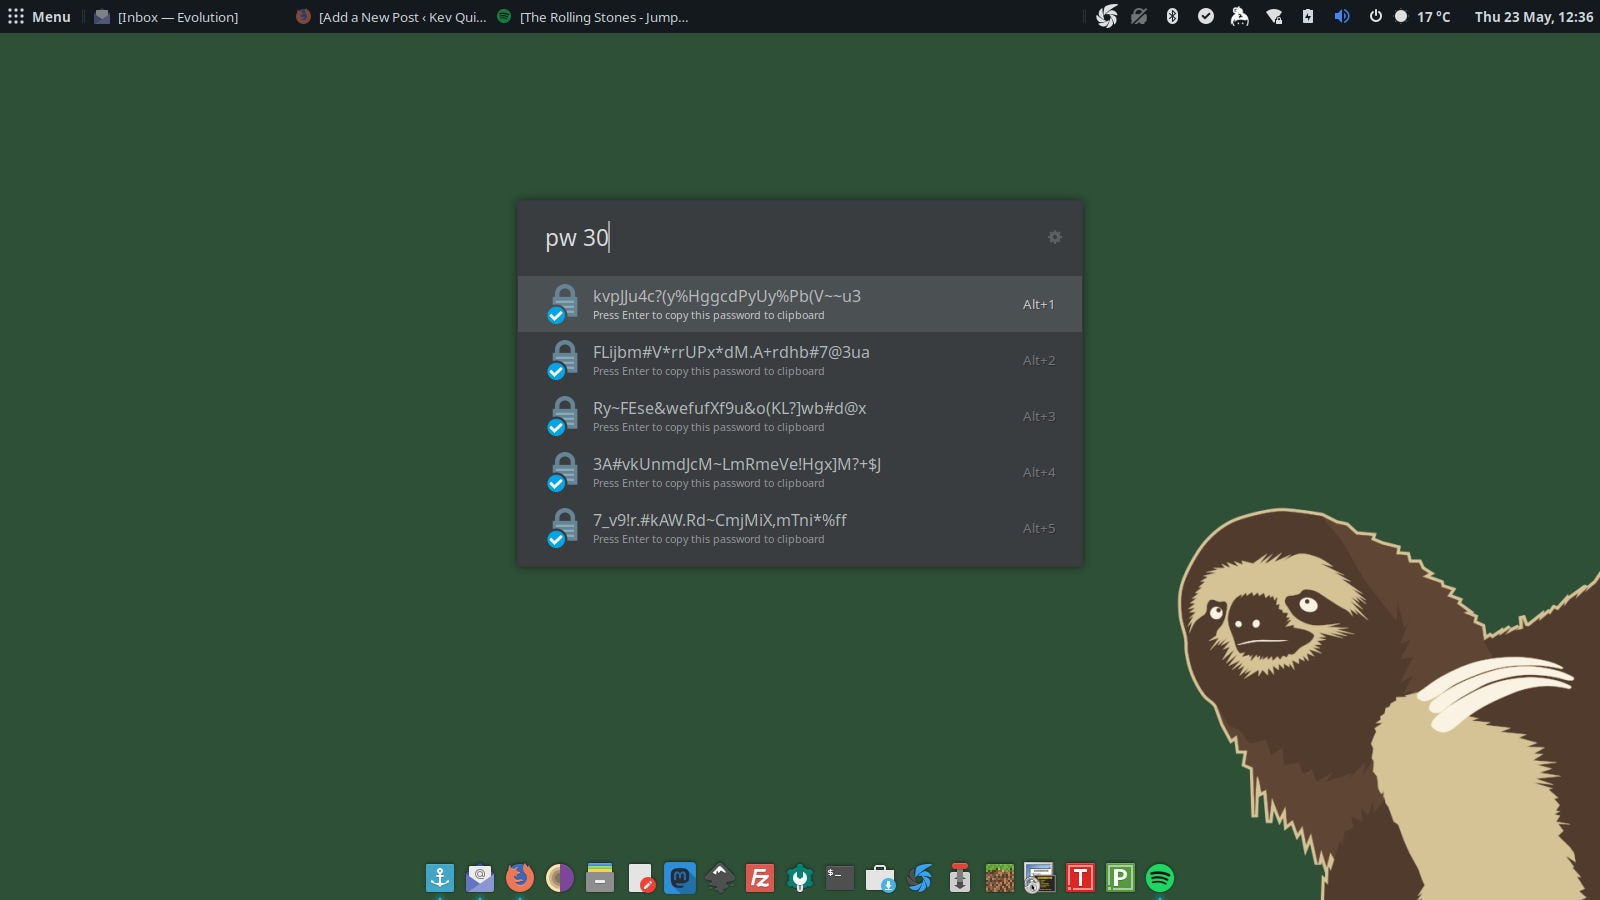 Menu [Inbox — Evolution] [Add a New Post ‹ Kev Qui... [The Rolling Stones - Jump... 17 °C Thu 23 May, 12:36
pw 30
kvpJJu4c?(y%HggcdPyUy%Pb(V~~u3
Press Enter to copy this password to clipboard
Alt+1
FLijbm#V*rrUPx*dM.A+rdhb#7@3ua
Press Enter to copy this password to clipboard
Alt+2
Ry~FEse&wefufXf9u&o(KL?]wb#d@x
Press Enter to copy this password to clipboard
Alt+3
3A#vkUnmdJcM~LmRmeVe!Hgx]M?+$J
Press Enter to copy this password to clipboard
Alt+4
7_v9!r.#kAW.Rd~CmjMiX,mTni*%ff
Press Enter to copy this password to clipboard
Alt+5
@ m Fz $_ T P